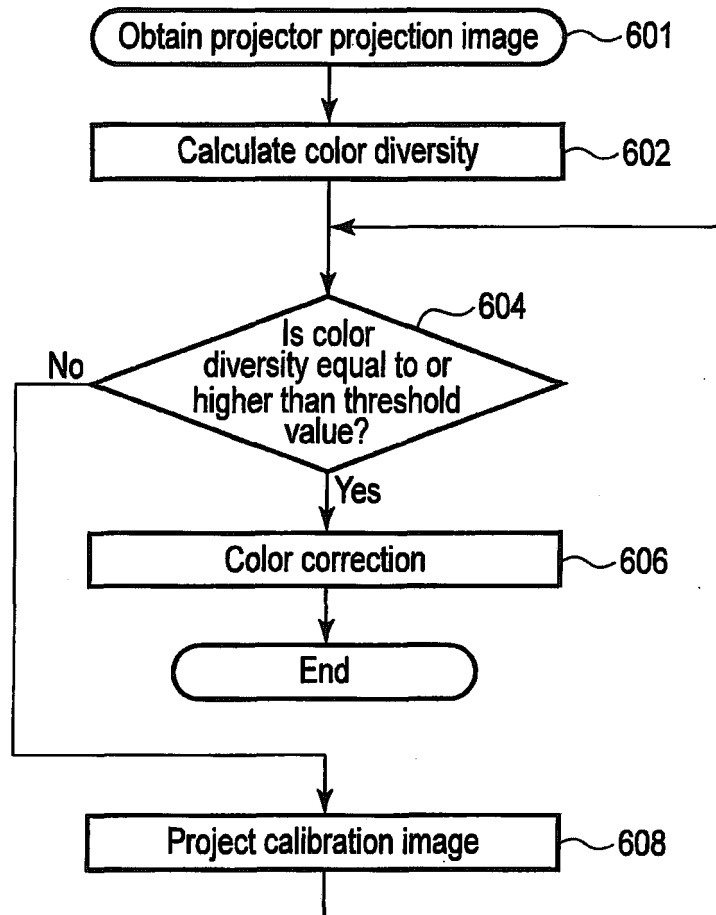 Obtain projector projection image
601
Calculate color diversity
602
604
Is color
diversity equal to or
higher than threshold
value?
No
Yes
Color correction
606
End
Project calibration image
608